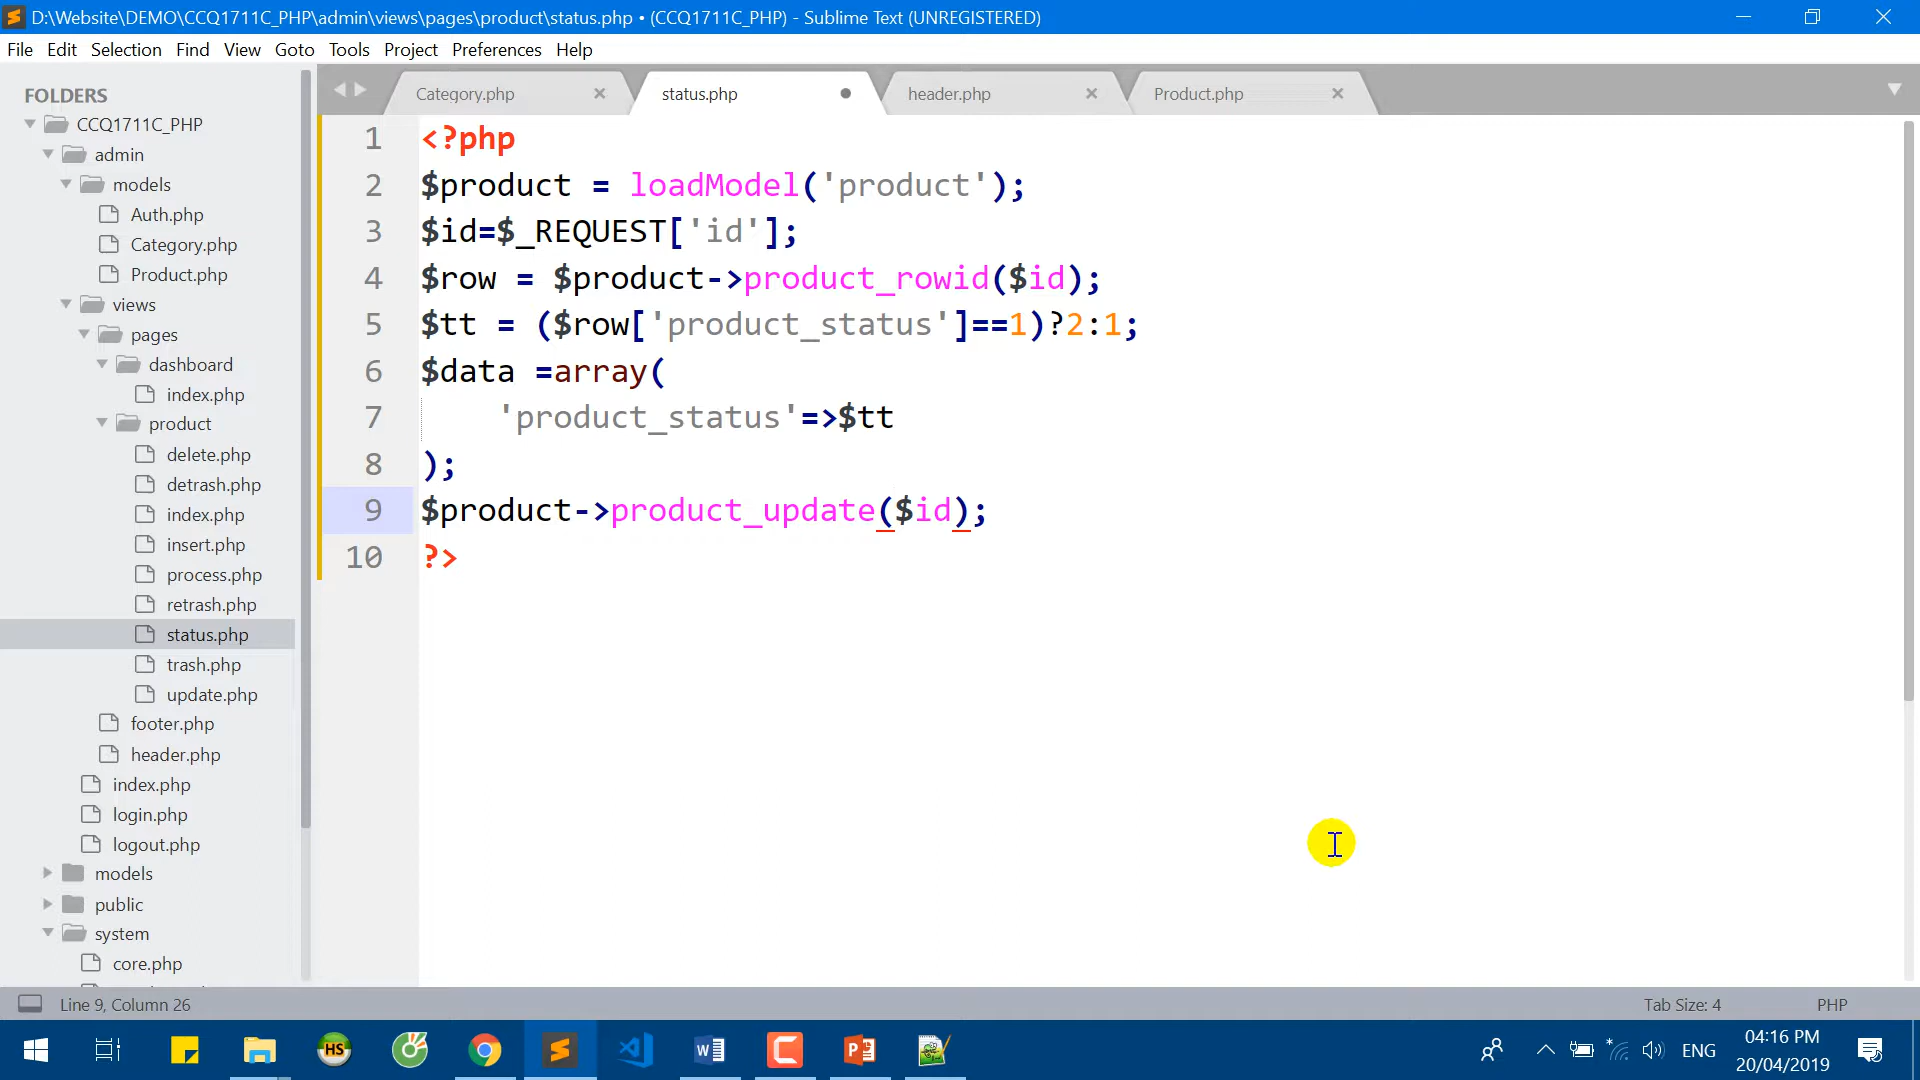 D:\Website\DEMO\CCQ1711C_PHP\admin\views\pages\product\status.php • (CCQ1711C_PHP) - Sublime Text (UNREGISTERED)
File Edit Selection Find View Goto Tools Project Preferences Help
FOLDERS
CCQ1711C_PHP
admin
models
Auth.php
Category.php
Product.php
views
pages
dashboard
index.php
product
delete.php
detrash.php
index.php
insert.php
process.php
retrash.php
status.php
trash.php
update.php
footer.php
header.php
index.php
login.php
logout.php
models
public
system
core.php
Category.php status.php header.php Product.php
1 <?php
2 $product = loadModel('product');
3 $id=$_REQUEST['id'];
4 $row = $product->product_rowid($id);
5 $tt = ($row['product_status']==1)?2:1;
6 $data =array(
7 'product_status'=>$tt
8 );
9 $product->product_update($id);
10 ?>
Line 9, Column 26 Tab Size: 4 PHP
HS
ENG
04:16 PM
20/04/2019